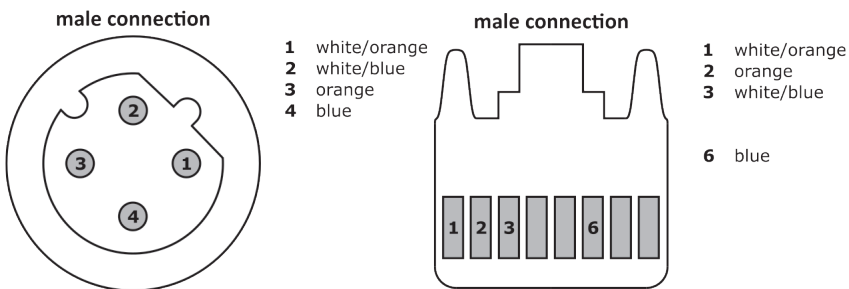 male connection
1 white/orange
2 white/blue
3 orange
4 blue
2
3
1
4
male connection
1 white/orange
2 orange
3 white/blue
6 blue
1 2 3 6